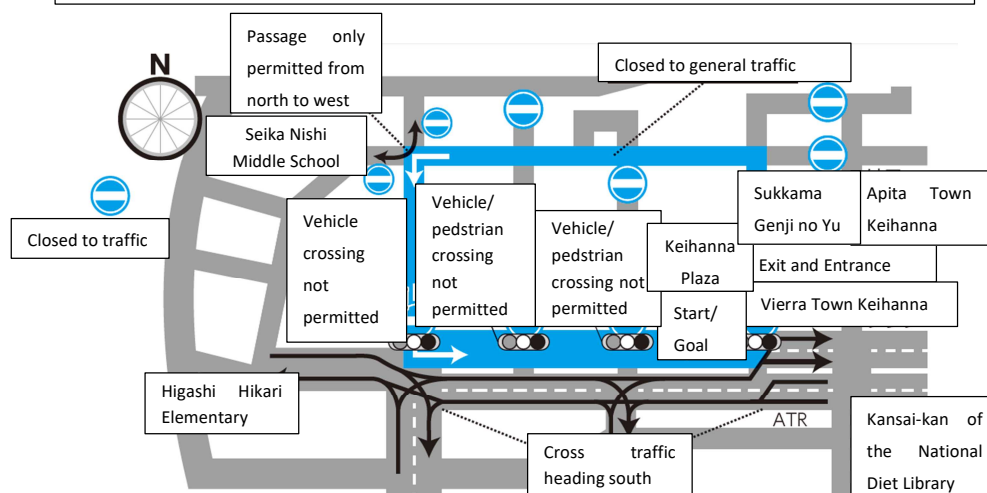 Passage only
permitted from
north to west
Closed to general traffic
N
Seika Nishi
Middle School
Closed to traffic
Vehicle
crossing
not
permitted
Vehicle/
pedstrian
crossing
not
permitted
Vehicle/
pedstrian
crossing not
permitted
Keihanna
Plaza
Sukkama
Genji no Yu
Apita Town
Keihanna
Exit and Entrance
Vierra Town Keihanna
Start/
Goal
Higashi Hikari
Elementary
Cross traffic
heading south
ATR
Kansai-kan of
the National
Diet Library